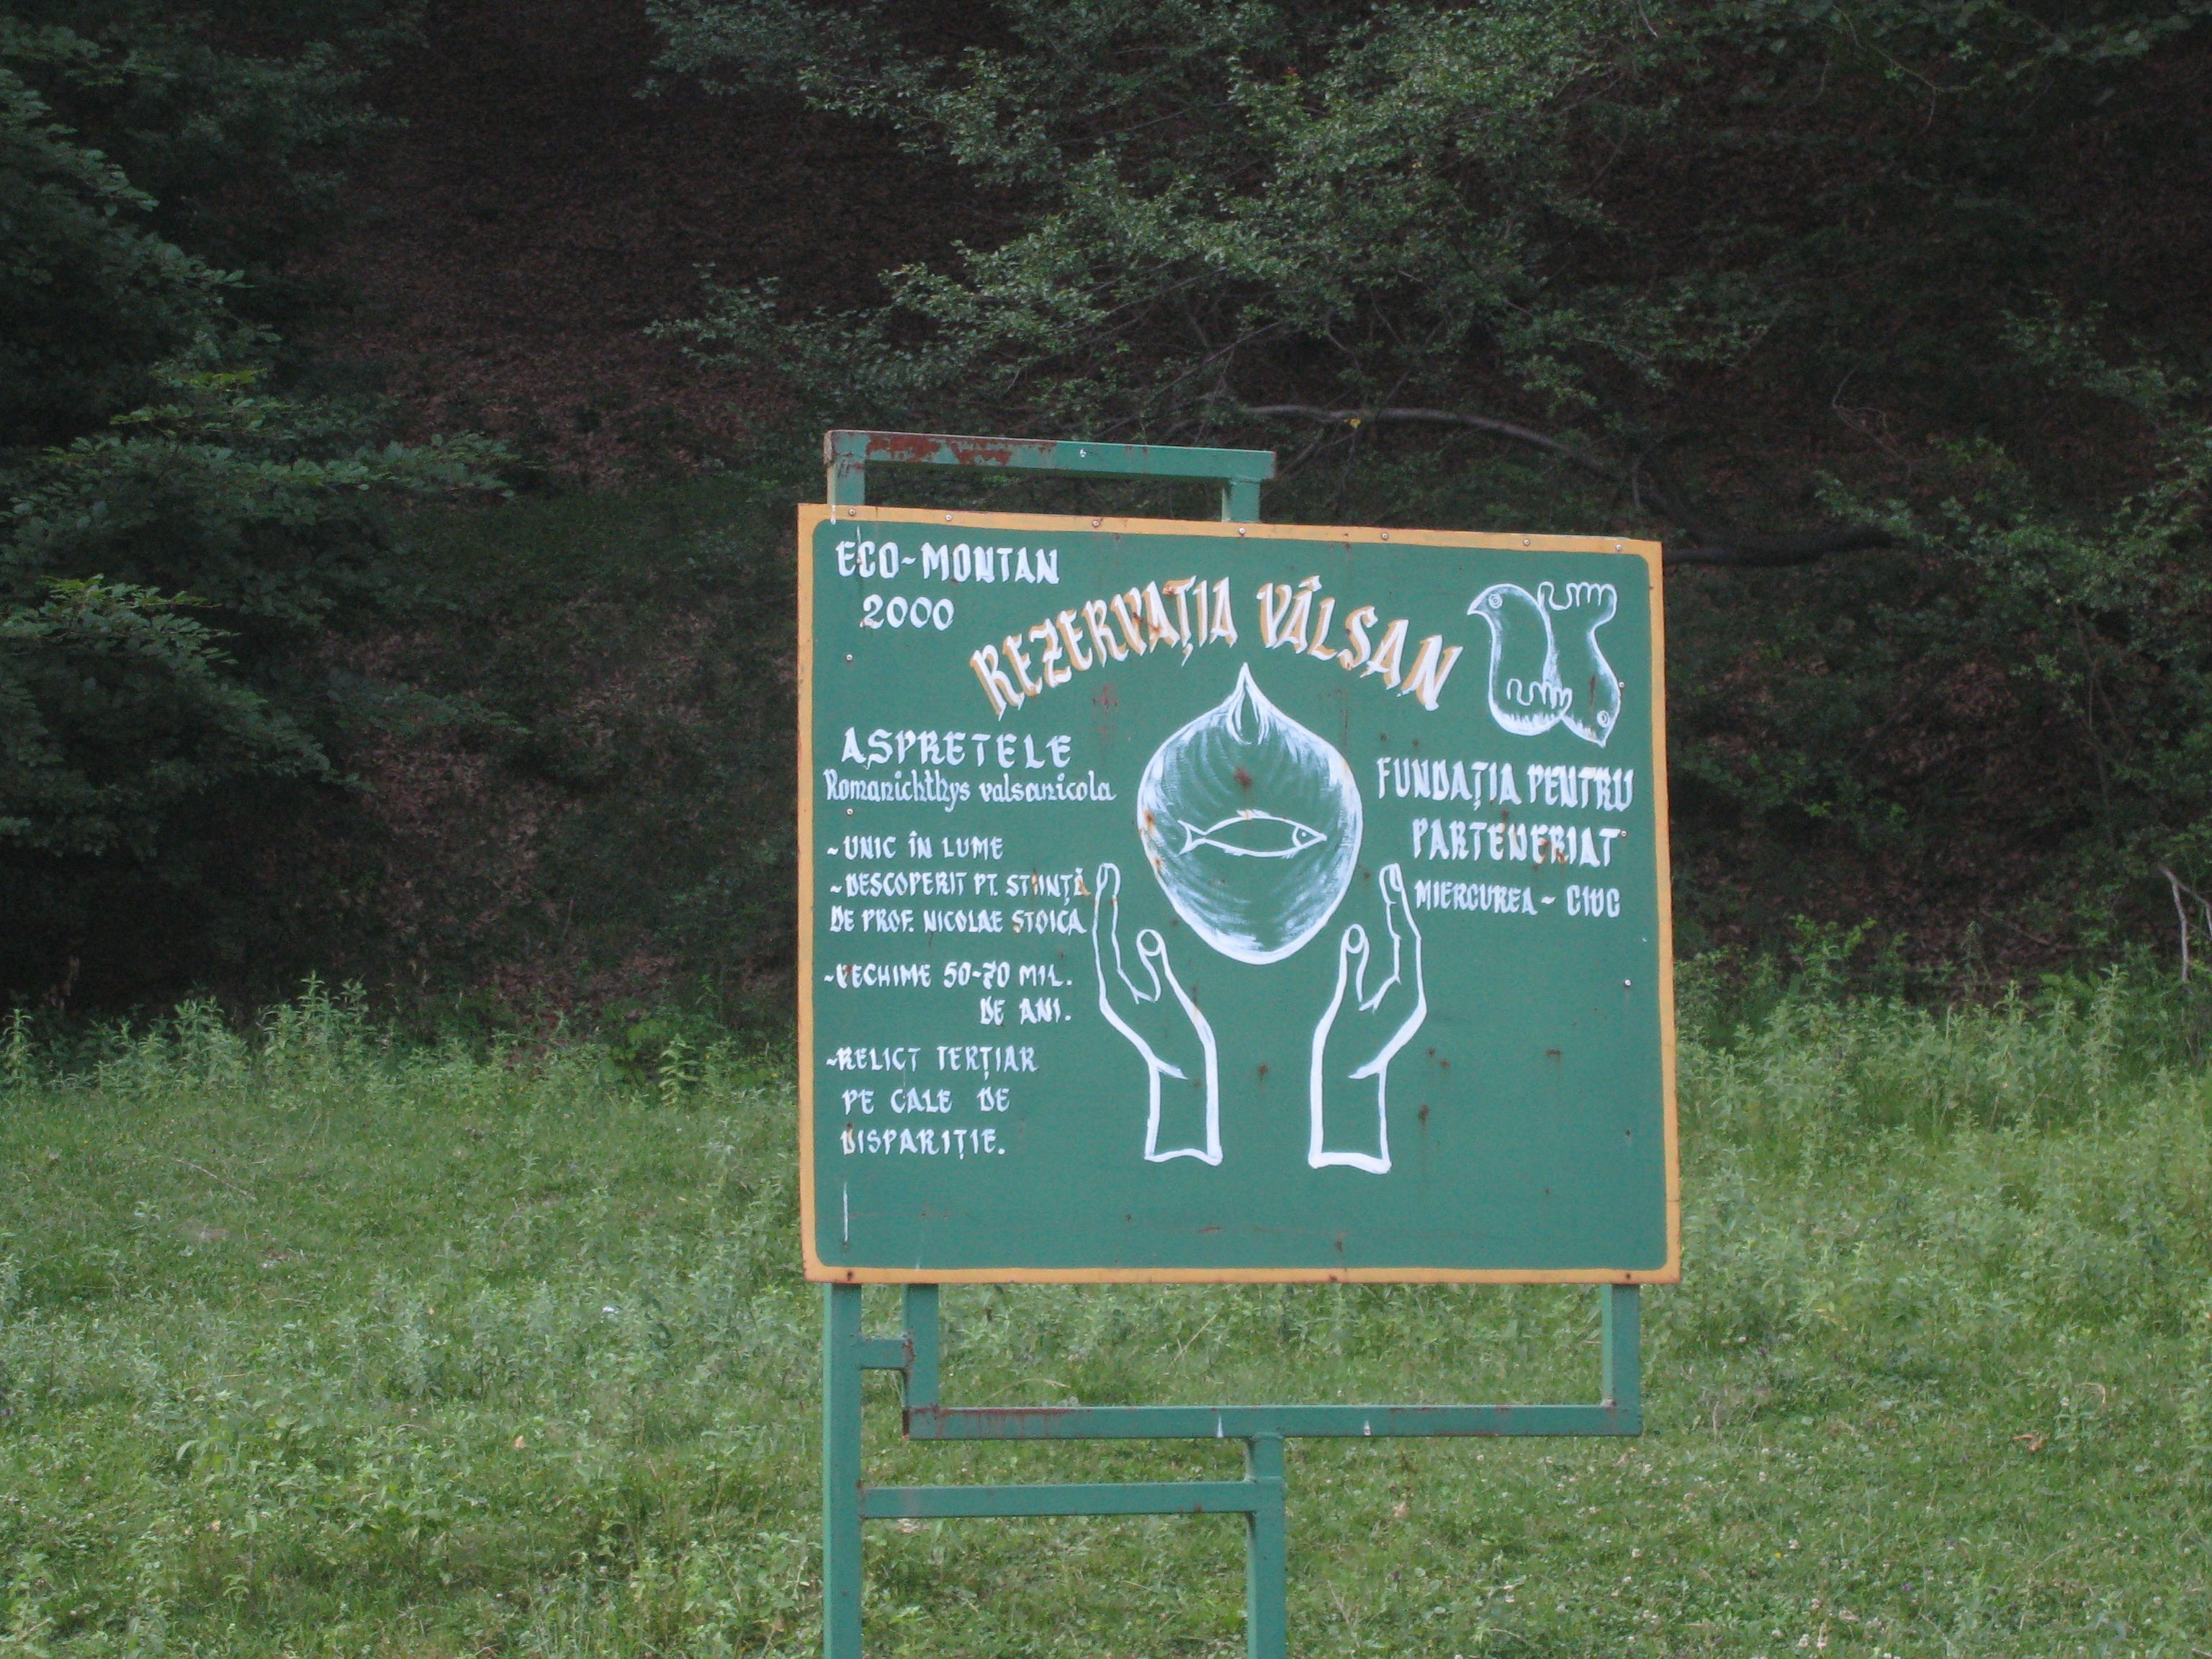 ECO-MONTAN
2000
REZERVAȚIA VÂLSAN
ASPRETELE
Romanichthys valsanicola
~UNIC ÎN LUME
~DESCOPERIT PT. STIINȚĂ
DE PROF. NICOLAE STOICA
~VECHIME 50-70 MIL.
DE ANI.
~RELICT TERȚIAR
PE CALE DE
DISPARIȚIE.
FUNDAȚIA PENTRU
PARTENERIAT
MIERCUREA - CIUC